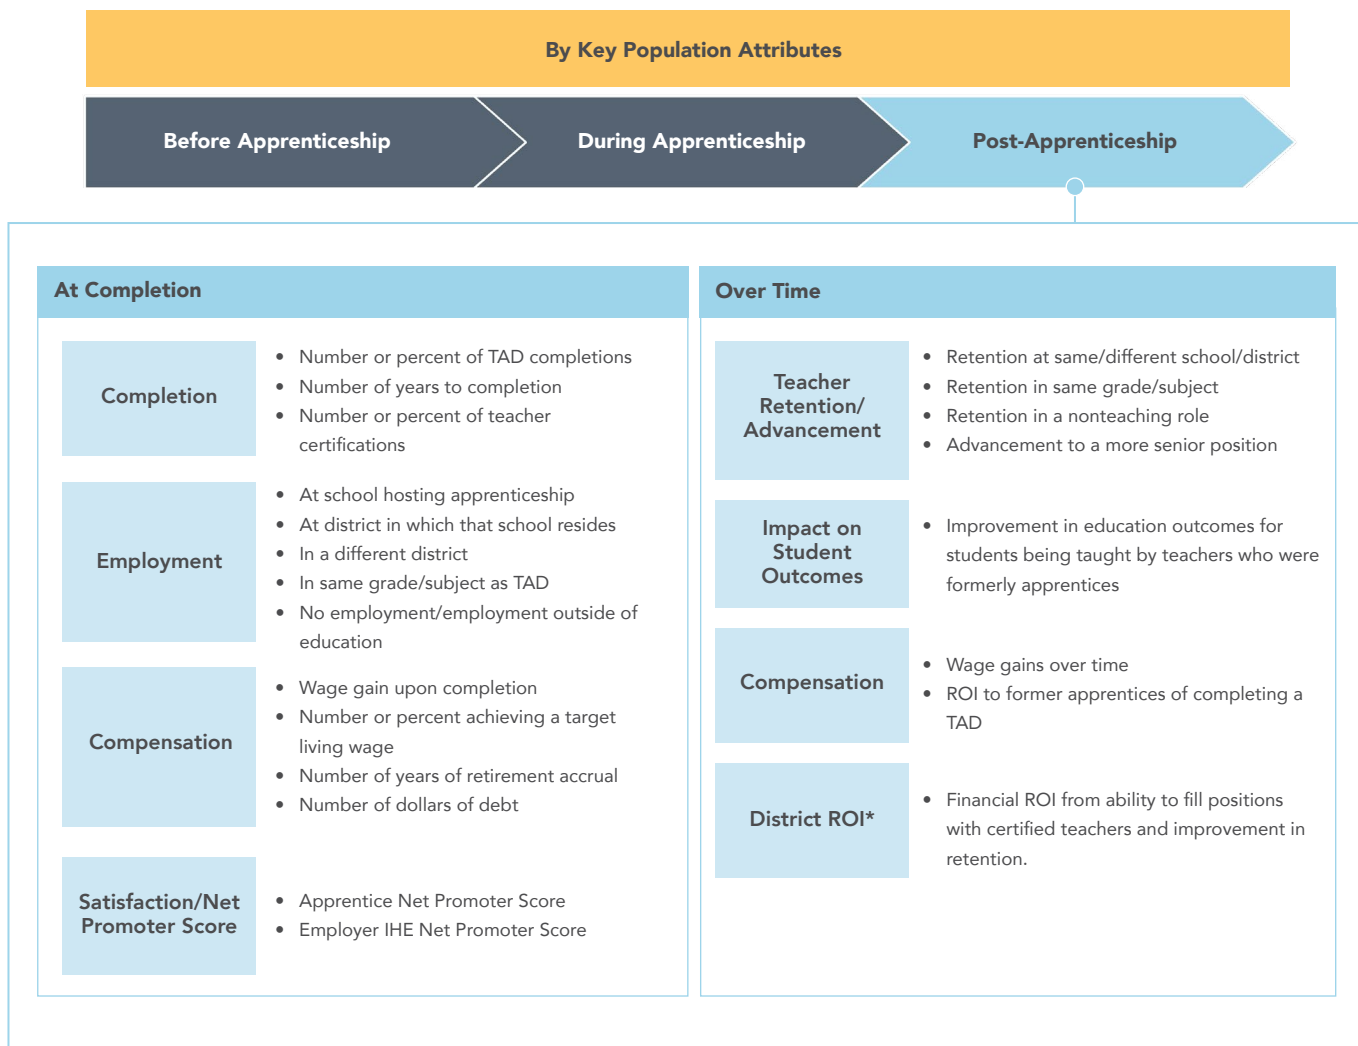 By Key Population Attributes
Before Apprenticeship
During Apprenticeship
Post-Apprenticeship
At Completion
Completion
• Number or percent of TAD completions
• Number of years to completion
• Number or percent of teacher
certifications
Employment
• At school hosting apprenticeship
• At district in which that school resides
• In a different district
• In same grade/subject as TAD
• No employment/employment outside of
education
Compensation
• Wage gain upon completion
• Number or percent achieving a target
living wage
• Number of years of retirement accrual
• Number of dollars of debt
Satisfaction/Net
Promoter Score
• Apprentice Net Promoter Score
• Employer IHE Net Promoter Score
Over Time
Teacher
Retention/
Advancement
• Retention at same/different school/district
• Retention in same grade/subject
• Retention in a nonteaching role
• Advancement to a more senior position
Impact on
Student
Outcomes
• Improvement in education outcomes for
students being taught by teachers who were
formerly apprentices
Compensation
• Wage gains over time
• ROI to former apprentices of completing a
TAD
District ROI*
• Financial ROI from ability to fill positions
with certified teachers and improvement in
retention.